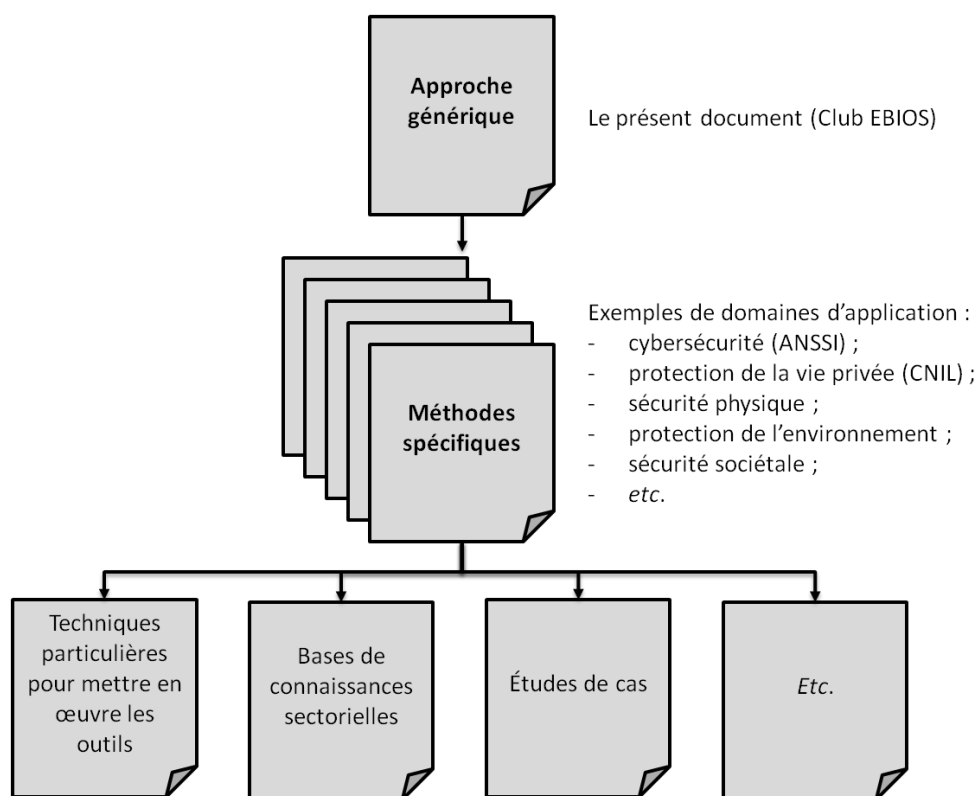 Approche
générique
Le présent document (Club EBIOS)
Méthodes
spécifiques
Exemples de domaines d’application :
- cybersécurité (ANSSI) ;
- protection de la vie privée (CNIL) ;
- sécurité physique ;
- protection de l’environnement ;
- sécurité sociétale ;
- etc.
Techniques
particulières
pour mettre en
œuvre les
outils
Bases de
connaissances
sectorielles
Études de cas
Etc.